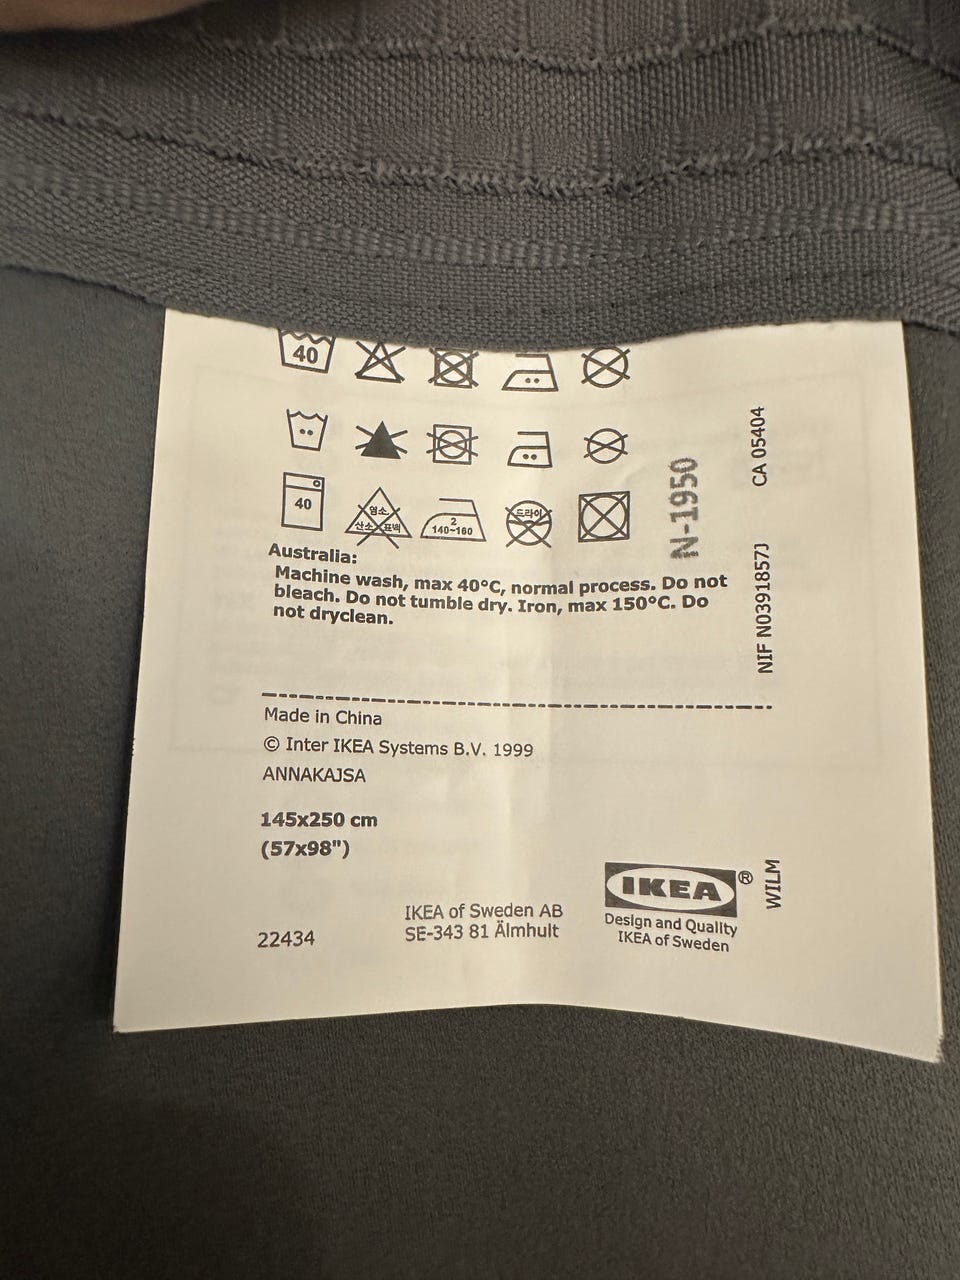 40
40
염소
산소 표백
2
140~160
드라이
Australia:
Machine wash, max 40°C, normal process. Do not
bleach. Do not tumble dry. Iron, max 150°C. Do
not dryclean.
N-1950
CA 05404
NIF N0391857J
Made in China
© Inter IKEA Systems B.V. 1999
ANNAKAJSA
145x250 cm
(57x98")
22434
IKEA of Sweden AB
SE-343 81 Älmhult
IKEA®
Design and Quality
IKEA of Sweden
WILM